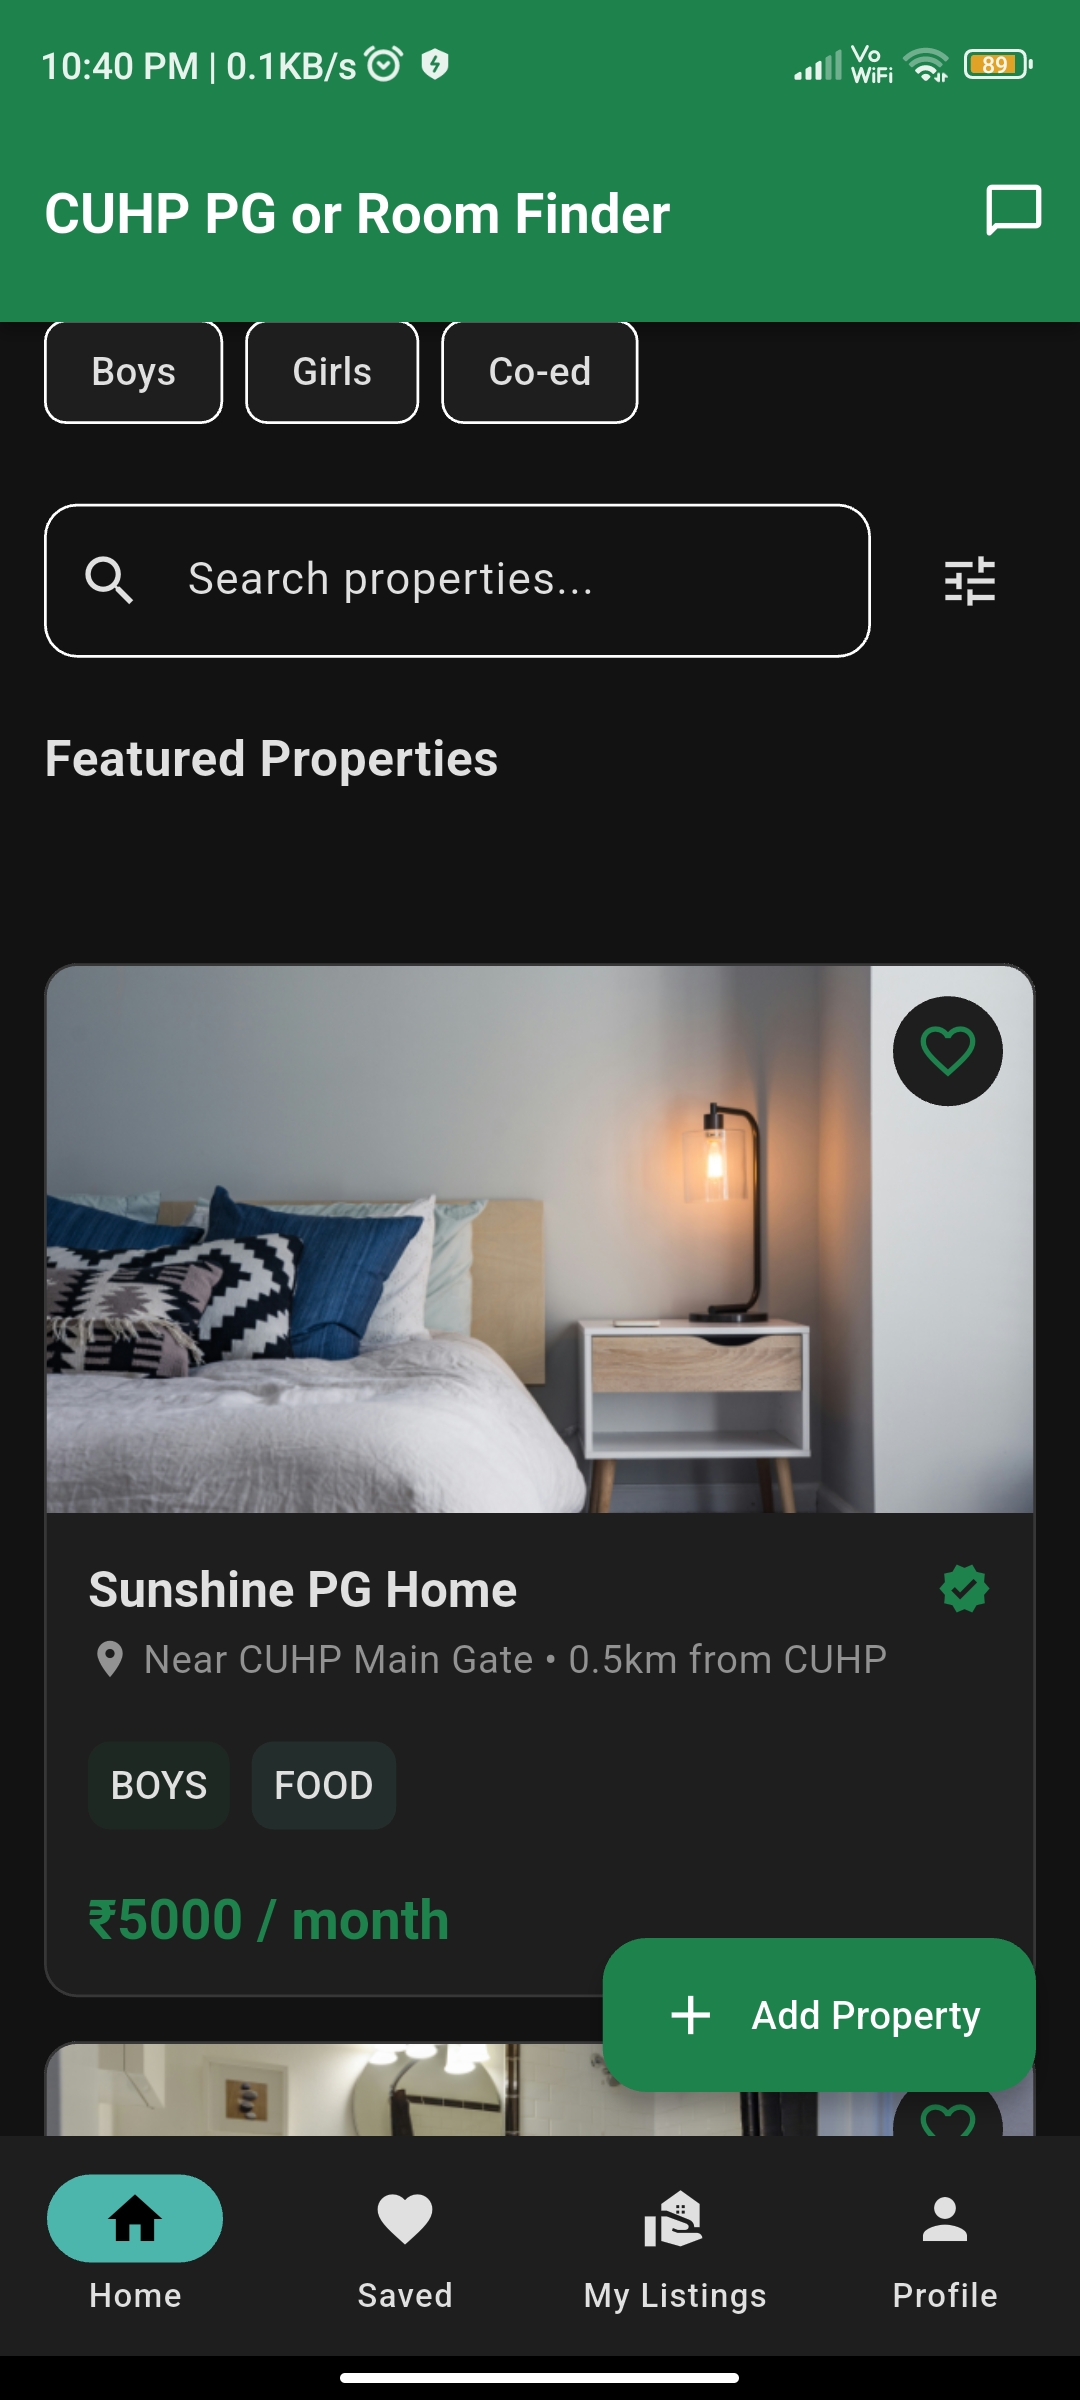 10:40 PM | 0.1KB/s
Vo
WiFi
89
CUHP PG or Room Finder
Boys
Girls
Co-ed
Search properties...
Featured Properties
Sunshine PG Home
Near CUHP Main Gate • 0.5km from CUHP
BOYS
FOOD
₹5000 / month
Add Property
Home
Saved
My Listings
Profile